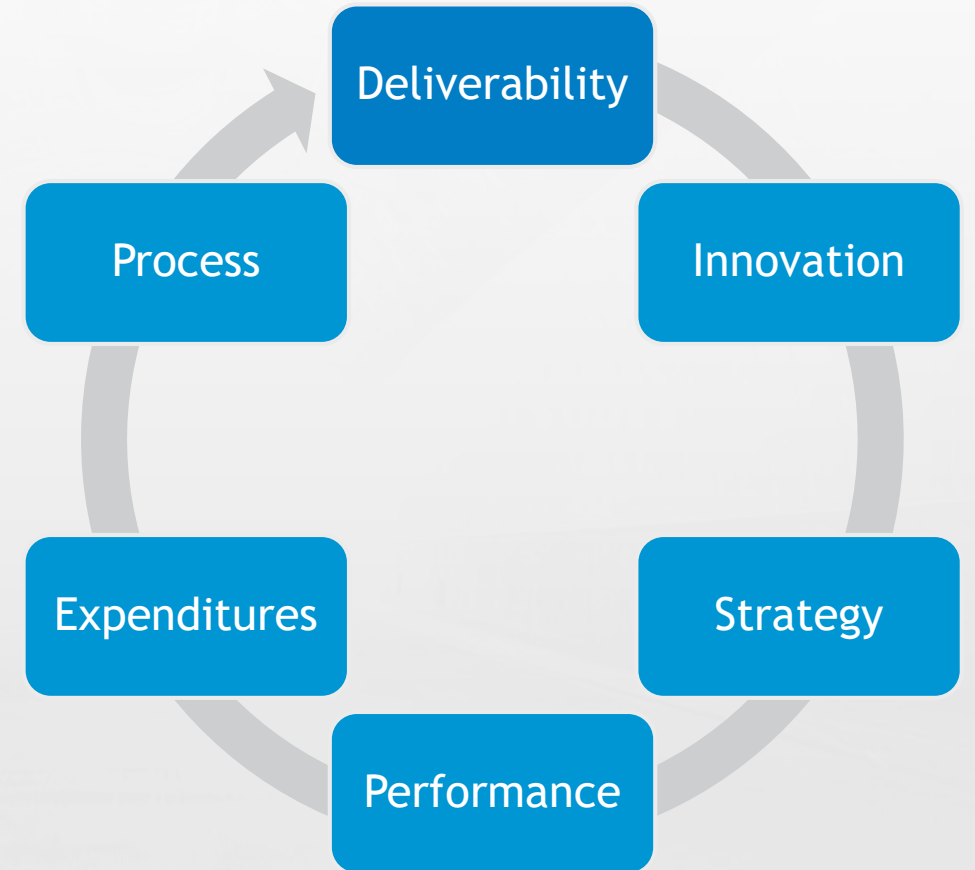 Deliverability
Innovation
Strategy
Performance
Expenditures
Process